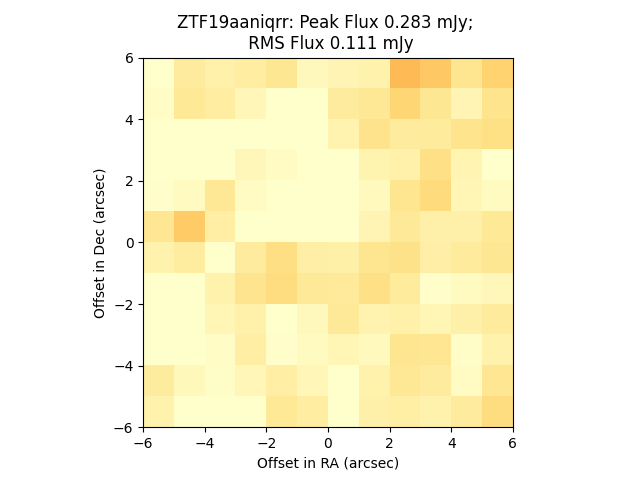 ZTF19aaniqrr: Peak Flux 0.283 mJy;
RMS Flux 0.111 mJy
6
4
2
0
−2
−4
−6
Offset in Dec (arcsec)
−6 −4 −2 0 2 4 6
Offset in RA (arcsec)